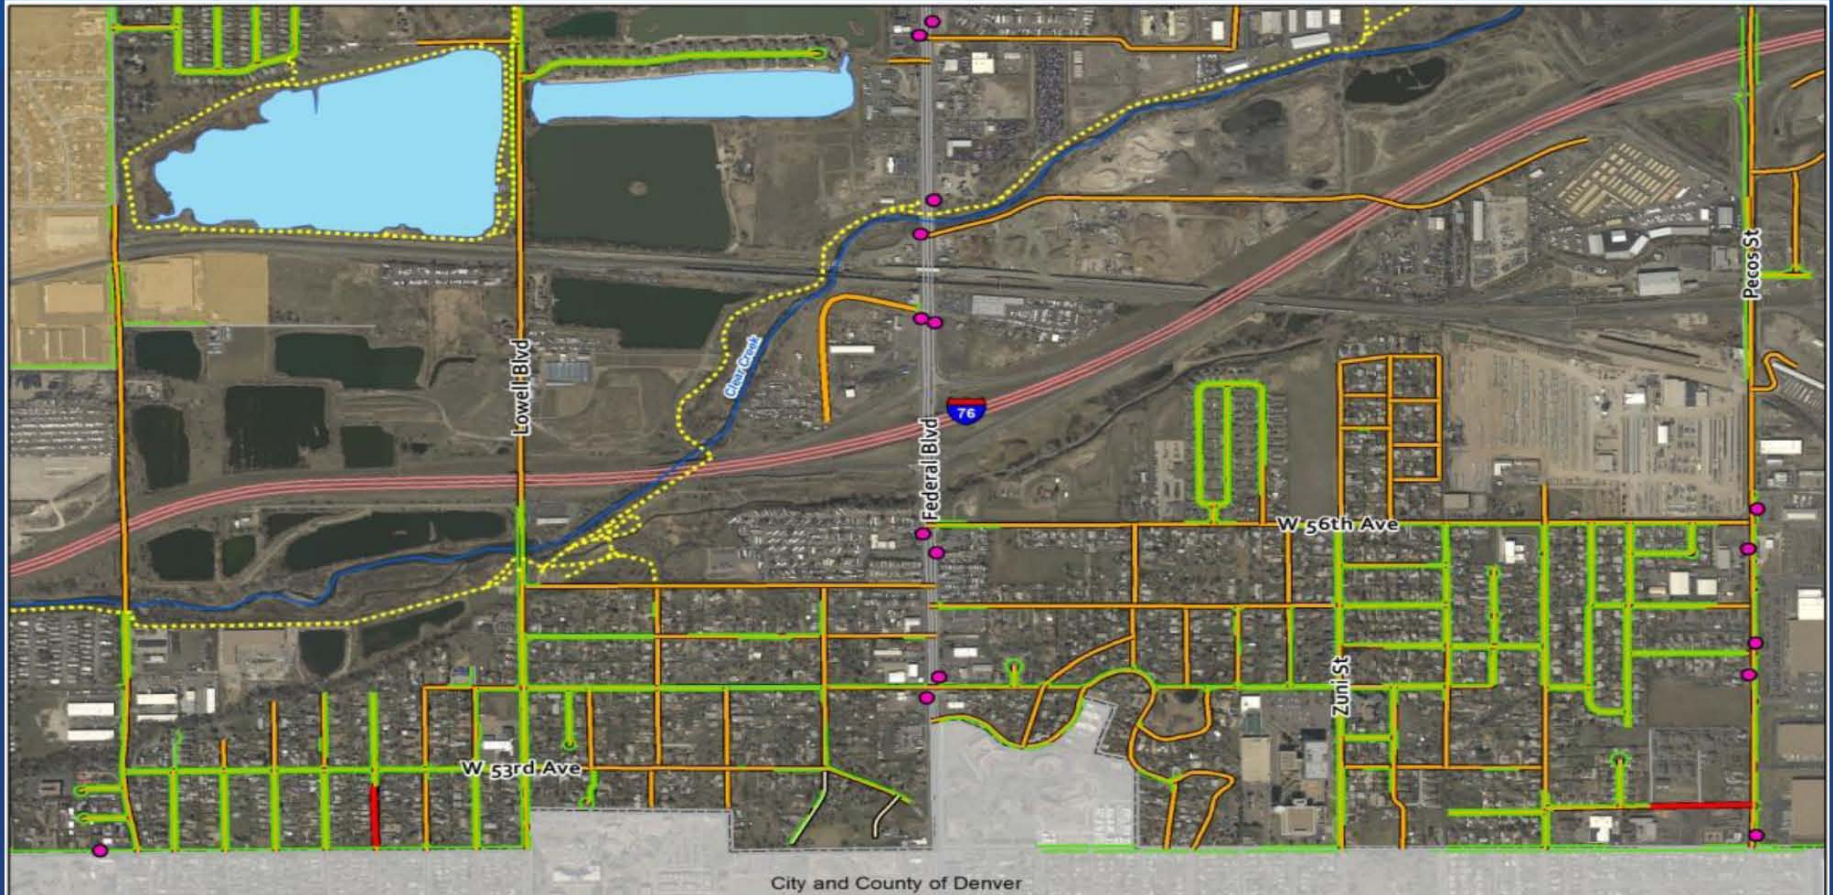 Pecos St
Lowell Blvd
Clear Creek
76
Federal Blvd
W 56th Ave
Zuni St
W 53rd Ave
City and County of Denver